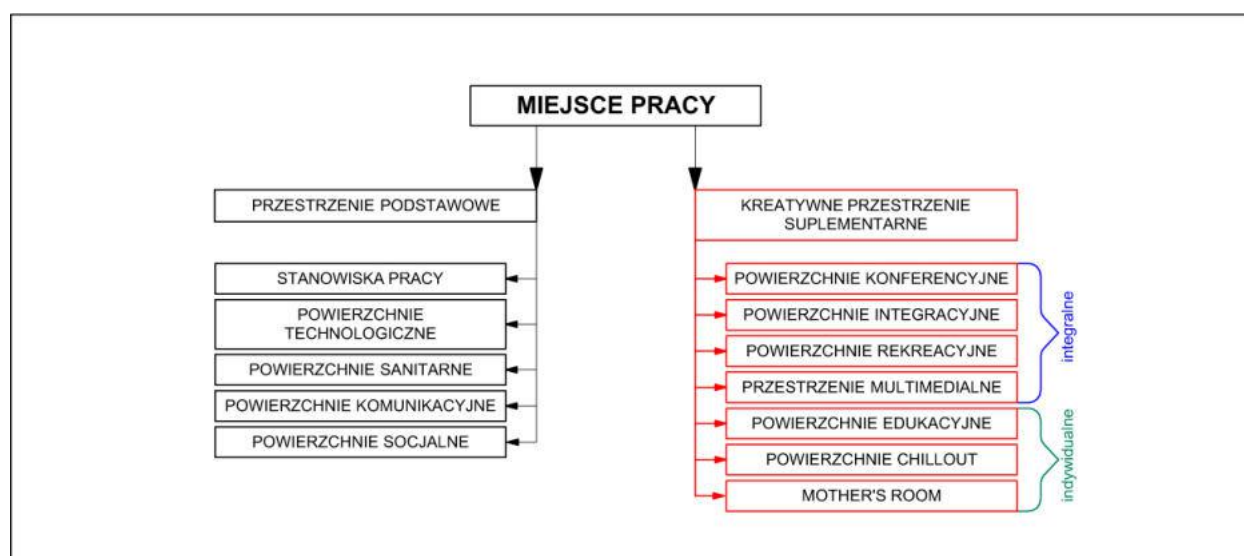 MIEJSCE PRACY
PRZESTRZENIE PODSTAWOWE
STANOWISKA PRACY
POWIERZCHNIE
TECHNOLOGICZNE
POWIERZCHNIE SANITARNE
POWIERZCHNIE KOMUNIKACYJNE
POWIERZCHNIE SOCJALNE
KREATYWNE PRZESTRZENIE
SUPLEMENTARNE
POWIERZCHNIE KONFERENCYJNE
POWIERZCHNIE INTEGRACYJNE
POWIERZCHNIE REKREACYJNE
PRZESTRZENIE MULTIMEDIALNE
POWIERZCHNIE EDUKACYJNE
POWIERZCHNIE CHILLOUT
MOTHER'S ROOM
integralne
indywidualne